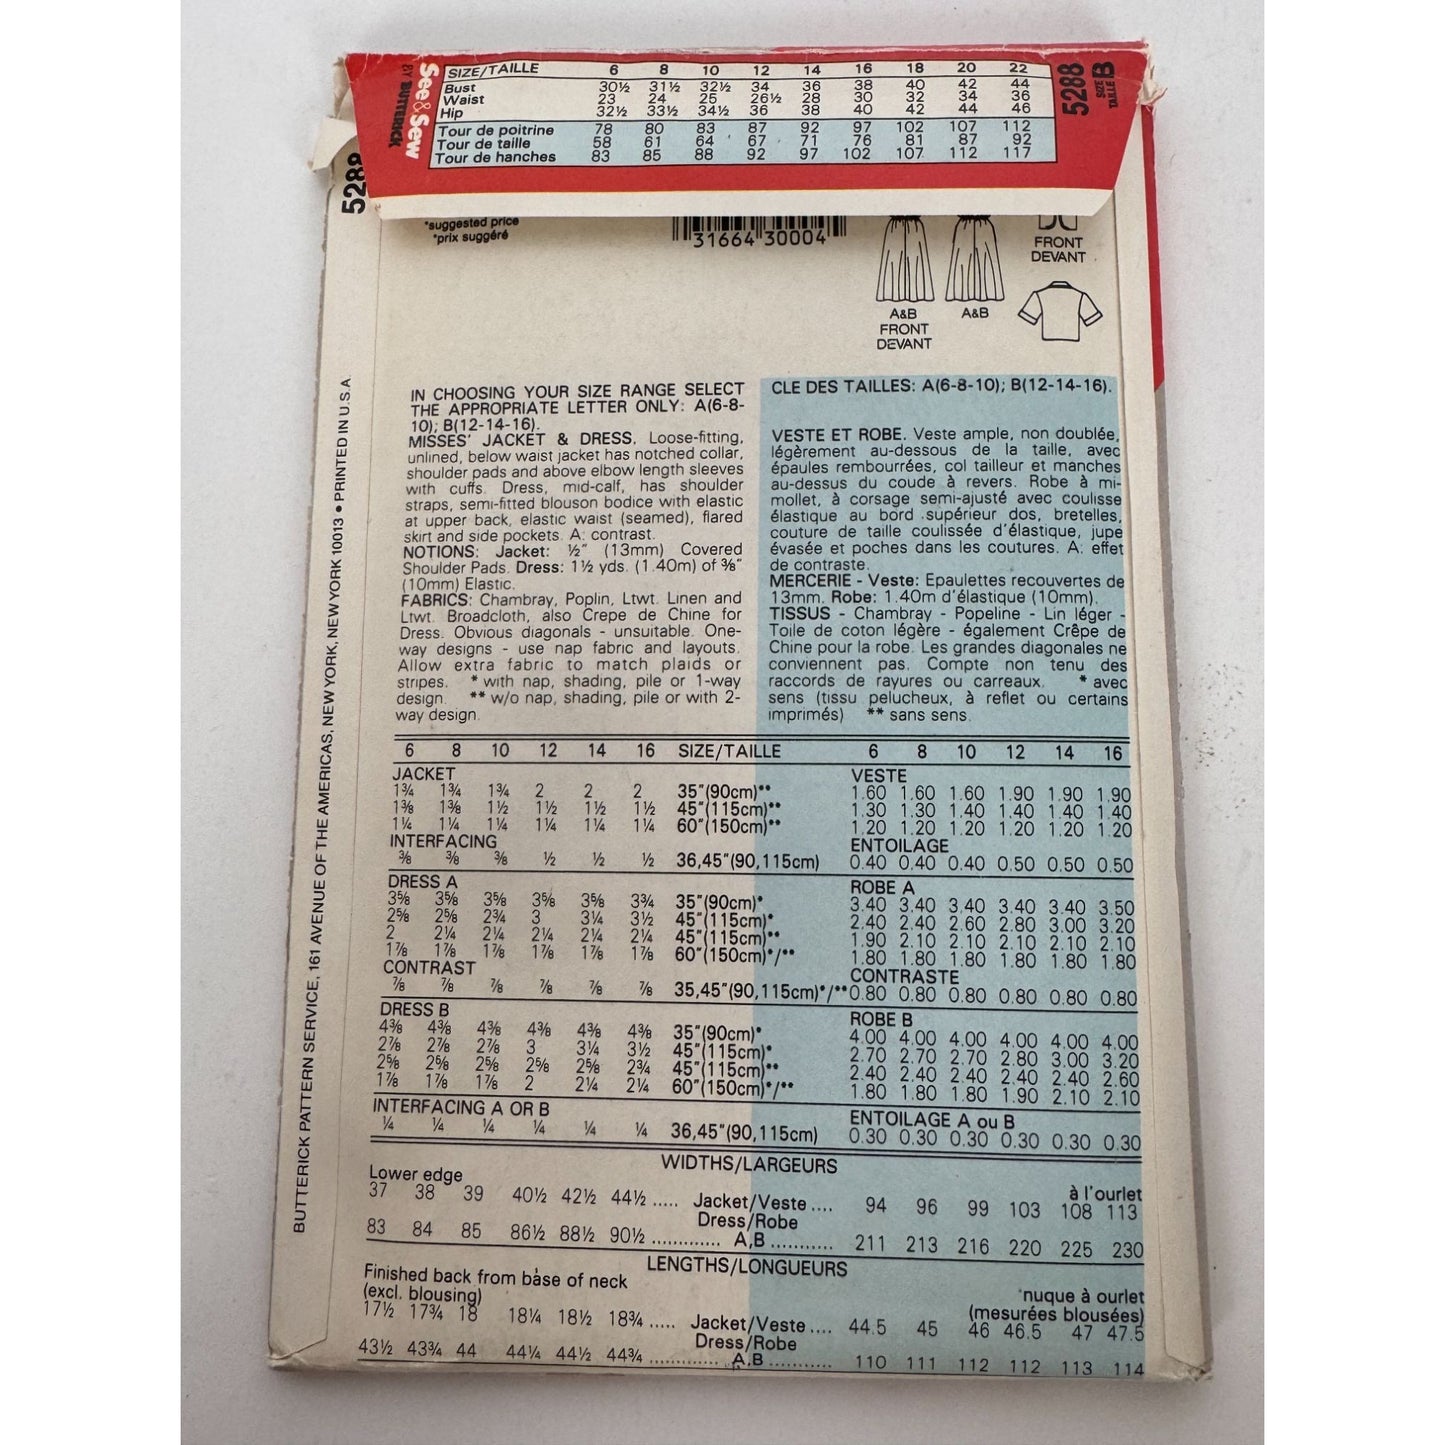 See & Sew
BY BUTTERICK
SIZE/TAILLE 6 8 10 12 14 16 18 20 22
Bust 30½ 31½ 32½ 34 36 38 40 42 44
Waist 23 24 25 26½ 28 30 32 34 36
Hip 32½ 33½ 34½ 36 38 40 42 44 46
Tour de poitrine 78 80 83 87 92 97 102 107 112
Tour de taille 58 61 64 67 71 76 81 87 92
Tour de hanches 83 85 88 92 97 102 107 112 117
5288
SIZE
TAILLE B
5288
*suggested price
*prix suggéré
31664 30004
A&B
FRONT
DEVANT
A&B
FRONT
DEVANT
BUTTERICK PATTERN SERVICE, 161 AVENUE OF THE AMERICAS, NEW YORK, NEW YORK 10013 • PRINTED IN U.S.A.
IN CHOOSING YOUR SIZE RANGE SELECT
THE APPROPRIATE LETTER ONLY: A(6-8-
10); B(12-14-16).
MISSES' JACKET & DRESS. Loose-fitting,
unlined, below waist jacket has notched collar,
shoulder pads and above elbow length sleeves
with cuffs. Dress, mid-calf, has shoulder
straps, semi-fitted blouson bodice with elastic
at upper back, elastic waist (seamed), flared
skirt and side pockets. A: contrast.
NOTIONS: Jacket: ½" (13mm) Covered
Shoulder Pads. Dress: 1½ yds. (1.40m) of ⅜"
(10mm) Elastic.
FABRICS: Chambray, Poplin, Ltwt. Linen and
Ltwt. Broadcloth, also Crepe de Chine for
Dress. Obvious diagonals - unsuitable. One-
way designs - use nap fabric and layouts.
Allow extra fabric to match plaids or
stripes. * with nap, shading, pile or 1-way
design. ** w/o nap, shading, pile or with 2-
way design.
CLE DES TAILLES: A(6-8-10); B(12-14-16).
VESTE ET ROBE. Veste ample, non doublée,
légèrement au-dessous de la taille, avec
épaules rembourrées, col tailleur et manches
au-dessus du coude à revers. Robe à mi-
mollet, à corsage semi-ajusté avec coulisse
élastique au bord supérieur dos, bretelles,
couture de taille coulissée d'élastique, jupe
évasée et poches dans les coutures. A: effet
de contraste.
MERCERIE - Veste: Epaulettes recouvertes de
13mm. Robe: 1.40m d'élastique (10mm).
TISSUS - Chambray - Popeline - Lin léger -
Toile de coton légère - également Crêpe de
Chine pour la robe. Les grandes diagonales ne
conviennent pas. Compte non tenu des
raccords de rayures ou carreaux. * avec
sens (tissu pelucheux, à reflet ou certains
imprimés) ** sans sens.
6 8 10 12 14 16 SIZE/TAILLE 6 8 10 12 14 16
JACKET VESTE
1¾ 1¾ 1¾ 2 2 2 35"(90cm)** 1.60 1.60 1.60 1.90 1.90 1.90
1⅜ 1⅜ 1½ 1½ 1½ 1½ 45"(115cm)** 1.30 1.30 1.40 1.40 1.40 1.40
1¼ 1¼ 1¼ 1¼ 1¼ 1¼ 60"(150cm)** 1.20 1.20 1.20 1.20 1.20 1.20
INTERFACING ENTOILAGE
⅜ ⅜ ⅜ ½ ½ ½ 36,45"(90,115cm) 0.40 0.40 0.40 0.50 0.50 0.50
DRESS A ROBE A
3⅝ 3⅝ 3⅝ 3⅝ 3⅝ 3¾ 35"(90cm)* 3.40 3.40 3.40 3.40 3.40 3.50
2⅝ 2⅝ 2¾ 3 3¼ 3½ 45"(115cm)* 2.40 2.40 2.60 2.80 3.00 3.20
2 2¼ 2¼ 2¼ 2¼ 2¼ 45"(115cm)** 1.90 2.10 2.10 2.10 2.10 2.10
1⅞ 1⅞ 1⅞ 1⅞ 1⅞ 1⅞ 60"(150cm)*/** 1.80 1.80 1.80 1.80 1.80 1.80
CONTRAST CONTRASTE
⅞ ⅞ ⅞ ⅞ ⅞ ⅞ 35,45"(90,115cm)*/** 0.80 0.80 0.80 0.80 0.80 0.80
DRESS B ROBE B
4⅜ 4⅜ 4⅜ 4⅜ 4⅜ 4⅜ 35"(90cm)* 4.00 4.00 4.00 4.00 4.00 4.00
2⅞ 2⅞ 2⅞ 3 3¼ 3½ 45"(115cm)* 2.70 2.70 2.70 2.80 3.00 3.20
2⅝ 2⅝ 2⅝ 2⅝ 2⅝ 2¾ 45"(115cm)** 2.40 2.40 2.40 2.40 2.40 2.60
1⅞ 1⅞ 1⅞ 2 2¼ 2¼ 60"(150cm)*/** 1.80 1.80 1.80 1.90 2.10 2.10
INTERFACING A OR B ENTOILAGE A ou B
¼ ¼ ¼ ¼ ¼ ¼ 36,45"(90,115cm) 0.30 0.30 0.30 0.30 0.30 0.30
WIDTHS/LARGEURS
Lower edge à l'ourlet
37 38 39 40½ 42½ 44½ ..... Jacket/Veste .... 94 96 99 103 108 113
Dress/Robe
83 84 85 86½ 88½ 90½ ............. A,B ........... 211 213 216 220 225 230
LENGTHS/LONGUEURS
Finished back from base of neck nuque à ourlet
(excl. blousing) (mesurées blousées)
17½ 17¾ 18 18¼ 18½ 18¾ ..... Jacket/Veste .... 44.5 45 46 46.5 47 47.5
Dress/Robe
43½ 43¾ 44 44¼ 44½ 44¾ ............. A,B ........... 110 111 112 112 113 114